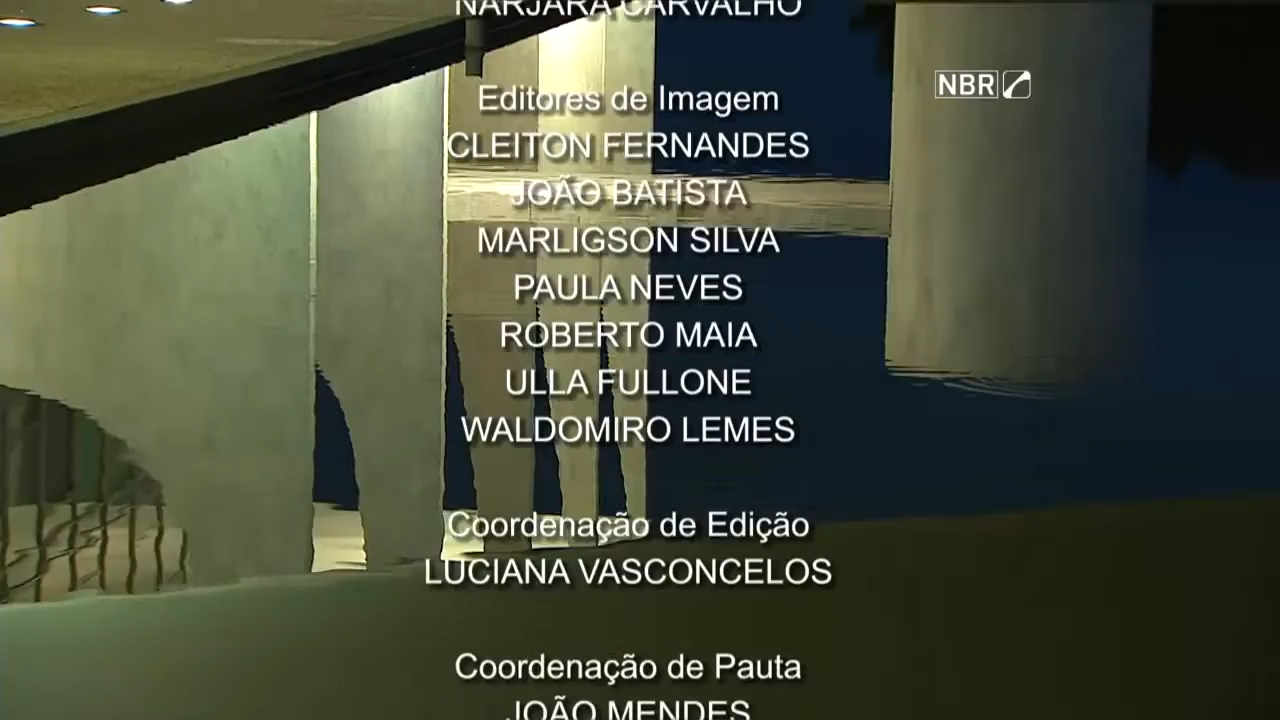 NARJARA CARVALHO
NBR
Editores de Imagem
CLEITON FERNANDES
JOÃO BATISTA
MARLIGSON SILVA
PAULA NEVES
ROBERTO MAIA
ULLA FULLONE
WALDOMIRO LEMES
Coordenação de Edição
LUCIANA VASCONCELOS
Coordenação de Pauta
JOÃO MENDES